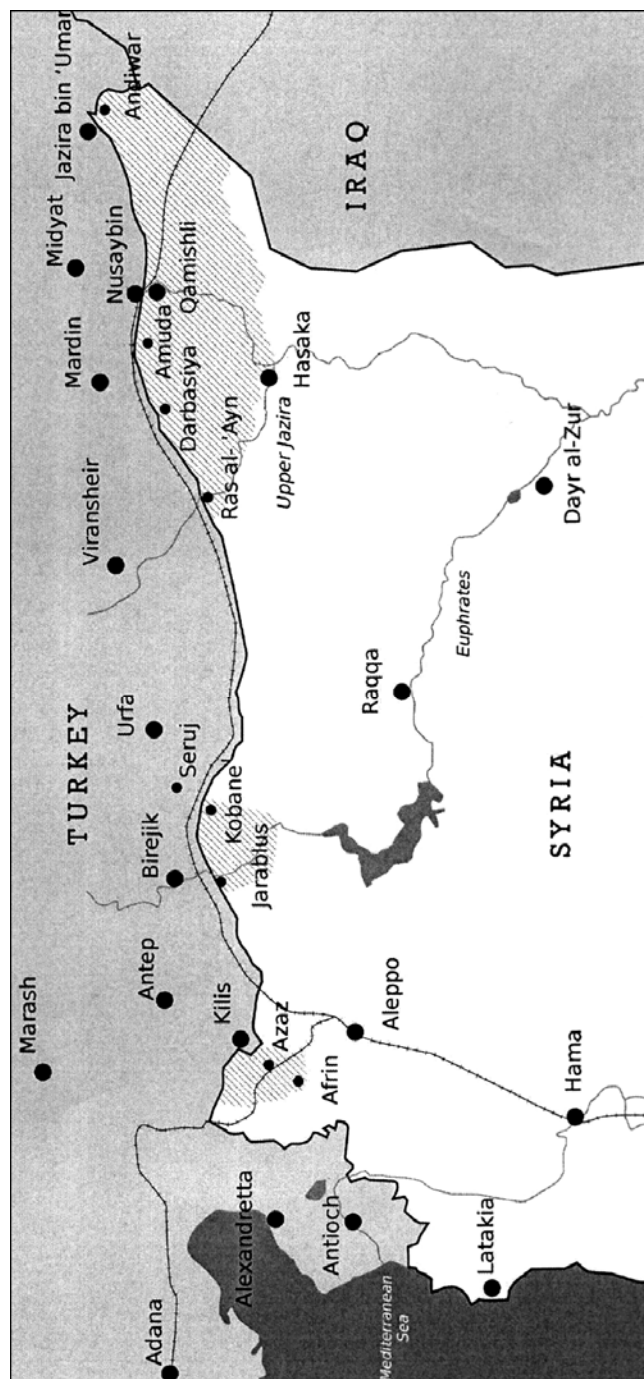 Marash
Adana
TURKEY
Antep
Birejik
Urfa
Seruj
Viransheir
Mardin
Midyat
Jazira bin 'Umar
Andiwar
Nusaybin
Qamishli
Amuda
Darbasiya
Ras al-'Ayn
Kobane
Jarablus
Kilis
Azaz
Afrin
Alexandretta
Antioch
Aleppo
Upper Jazira
Hasaka
IRAQ
Raqqa
Euphrates
Dayr al-Zur
Mediterranean
Sea
Latakia
Hama
SYRIA